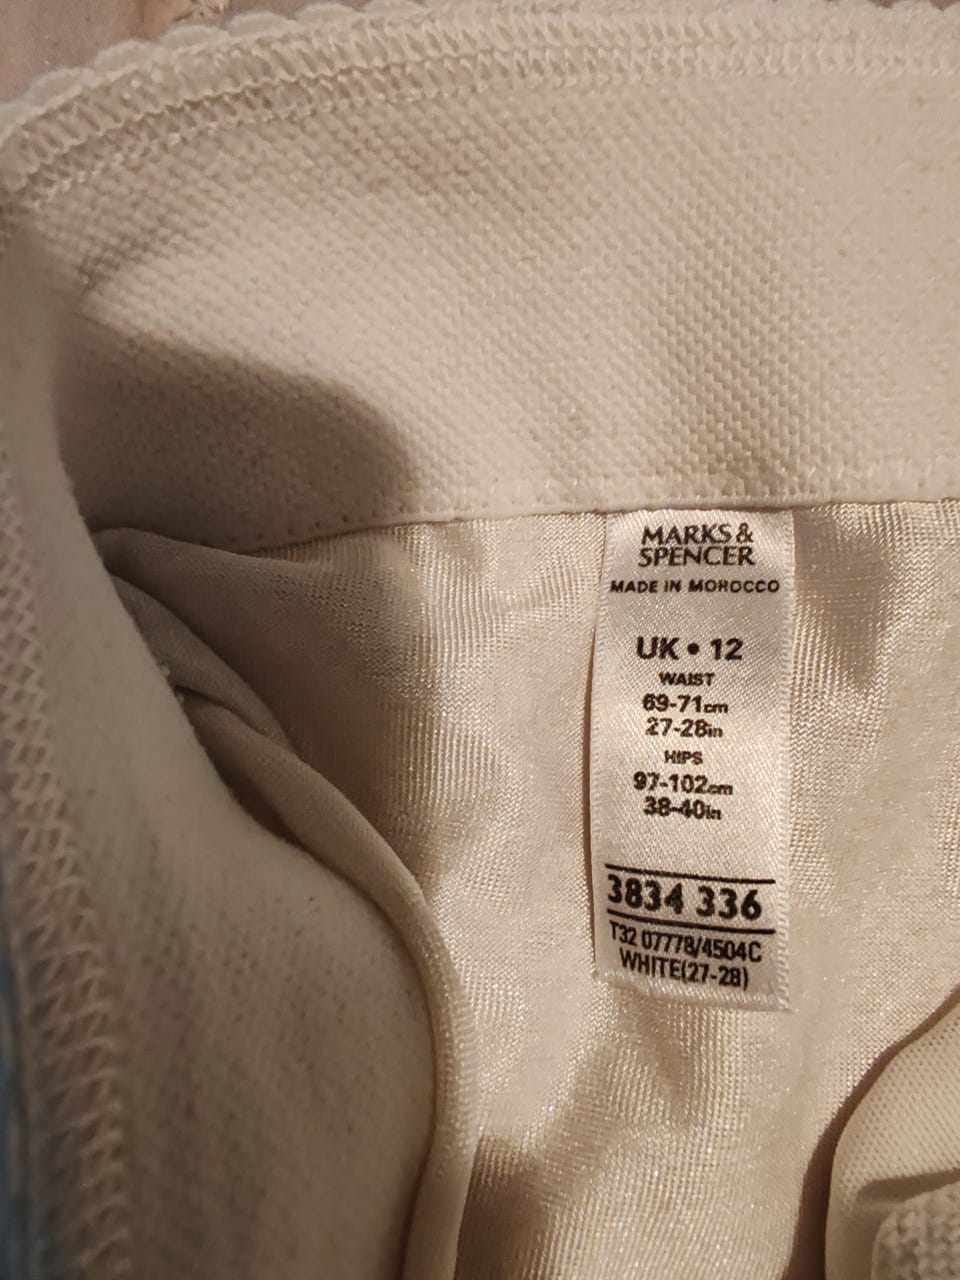 MARKS &
SPENCER
MADE IN MOROCCO
UK • 12
WAIST
69-71cm
27-28in
HIPS
97-102cm
38-40in
3834 336
T32 07778/4504C
WHITE(27-28)